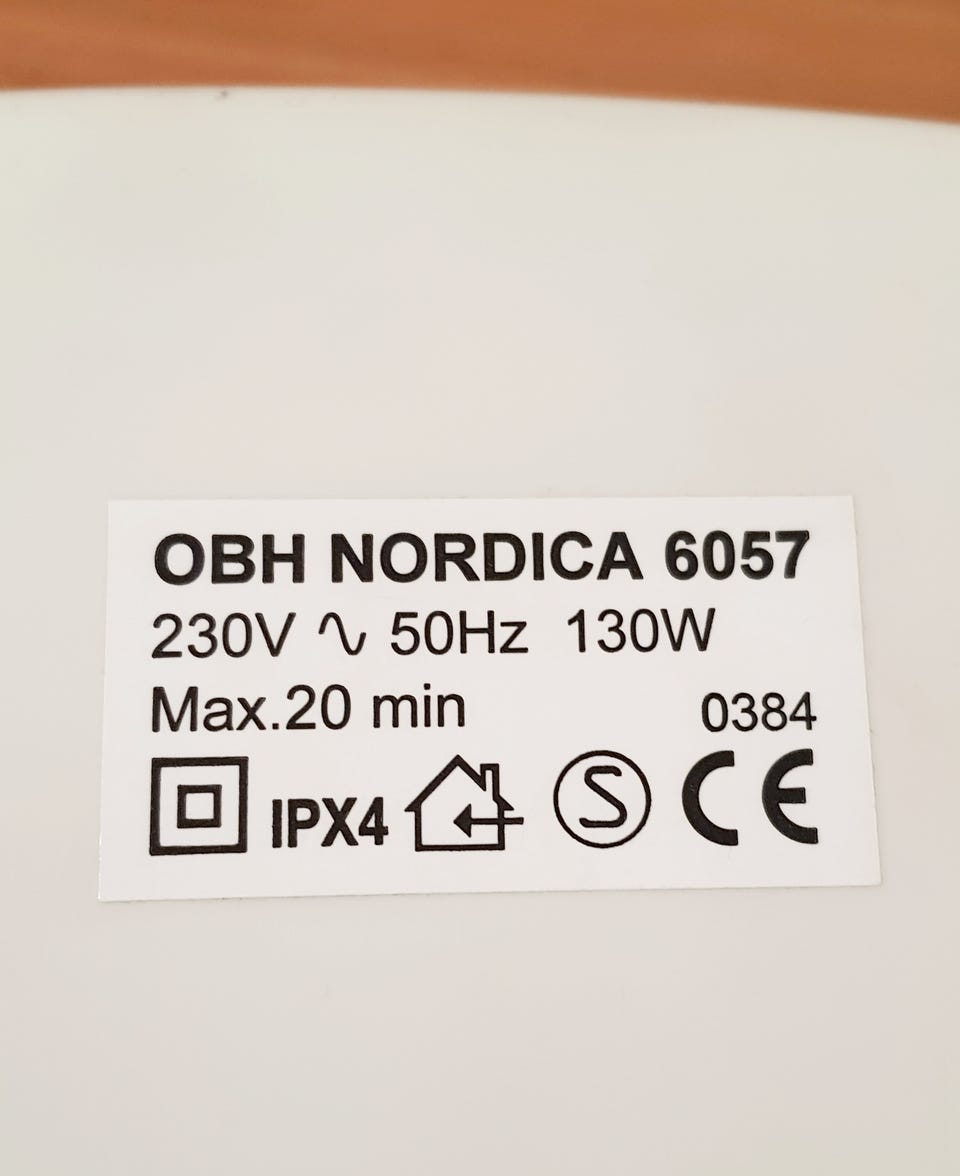 OBH NORDICA 6057
230V ∿ 50Hz 130W
Max.20 min 0384
IPX4 S CE